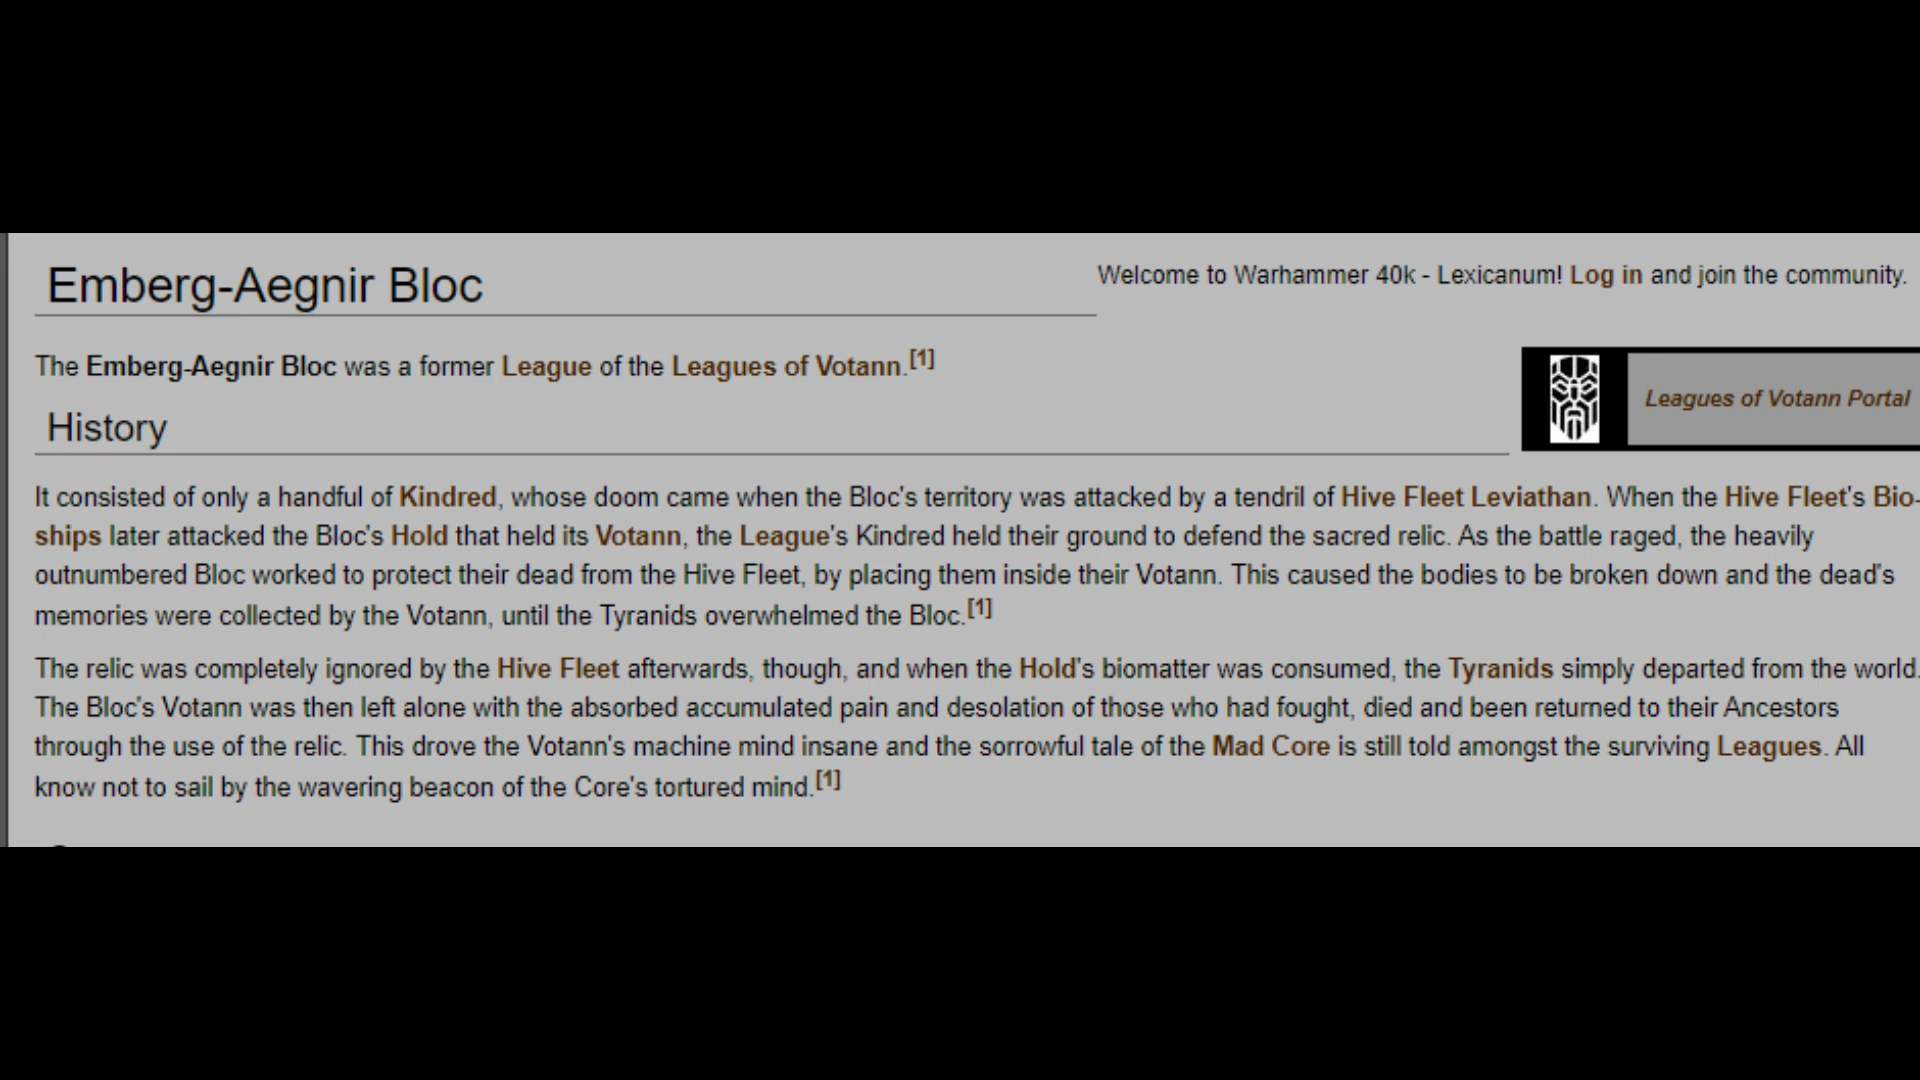 Emberg-Aegnir Bloc
Welcome to Warhammer 40k - Lexicanum! Log in and join the community.
The Emberg-Aegnir Bloc was a former League of the Leagues of Votann.[1]
Leagues of Votann Portal
History
It consisted of only a handful of Kindred, whose doom came when the Bloc's territory was attacked by a tendril of Hive Fleet Leviathan. When the Hive Fleet's Bio-
ships later attacked the Bloc's Hold that held its Votann, the League's Kindred held their ground to defend the sacred relic. As the battle raged, the heavily
outnumbered Bloc worked to protect their dead from the Hive Fleet, by placing them inside their Votann. This caused the bodies to be broken down and the dead's
memories were collected by the Votann, until the Tyranids overwhelmed the Bloc.[1]
The relic was completely ignored by the Hive Fleet afterwards, though, and when the Hold's biomatter was consumed, the Tyranids simply departed from the world.
The Bloc's Votann was then left alone with the absorbed accumulated pain and desolation of those who had fought, died and been returned to their Ancestors
through the use of the relic. This drove the Votann's machine mind insane and the sorrowful tale of the Mad Core is still told amongst the surviving Leagues. All
know not to sail by the wavering beacon of the Core's tortured mind.[1]